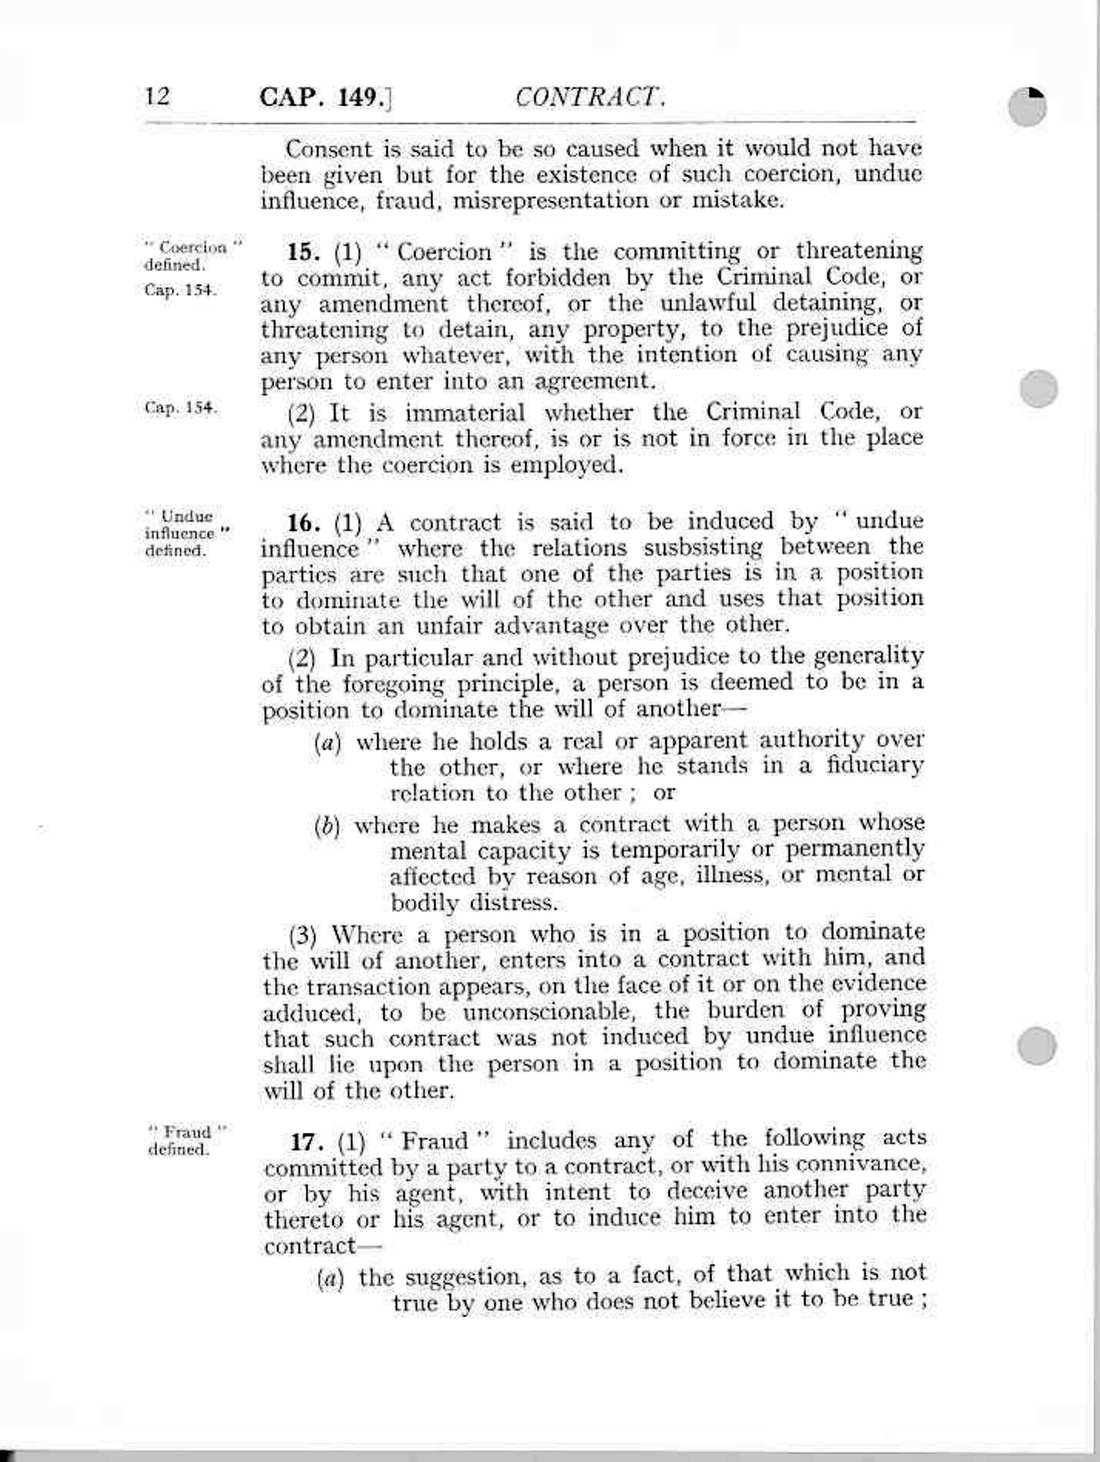 12 CAP. 149.] CONTRACT.
Consent is said to be so caused when it would not have
been given but for the existence of such coercion, undue
influence, fraud, misrepresentation or mistake.
" Coercion "
defined.
Cap. 154.
15. (1) " Coercion " is the committing or threatening
to commit, any act forbidden by the Criminal Code, or
any amendment thereof, or the unlawful detaining, or
threatening to detain, any property, to the prejudice of
any person whatever, with the intention of causing any
person to enter into an agreement.
Cap. 154.
(2) It is immaterial whether the Criminal Code, or
any amendment thereof, is or is not in force in the place
where the coercion is employed.
" Undue
influence "
defined.
16. (1) A contract is said to be induced by " undue
influence " where the relations susbsisting between the
parties are such that one of the parties is in a position
to dominate the will of the other and uses that position
to obtain an unfair advantage over the other.
(2) In particular and without prejudice to the generality
of the foregoing principle, a person is deemed to be in a
position to dominate the will of another—
(a) where he holds a real or apparent authority over
the other, or where he stands in a fiduciary
relation to the other ; or
(b) where he makes a contract with a person whose
mental capacity is temporarily or permanently
affected by reason of age, illness, or mental or
bodily distress.
(3) Where a person who is in a position to dominate
the will of another, enters into a contract with him, and
the transaction appears, on the face of it or on the evidence
adduced, to be unconscionable, the burden of proving
that such contract was not induced by undue influence
shall lie upon the person in a position to dominate the
will of the other.
" Fraud "
defined.
17. (1) " Fraud " includes any of the following acts
committed by a party to a contract, or with his connivance,
or by his agent, with intent to deceive another party
thereto or his agent, or to induce him to enter into the
contract—
(a) the suggestion, as to a fact, of that which is not
true by one who does not believe it to be true ;